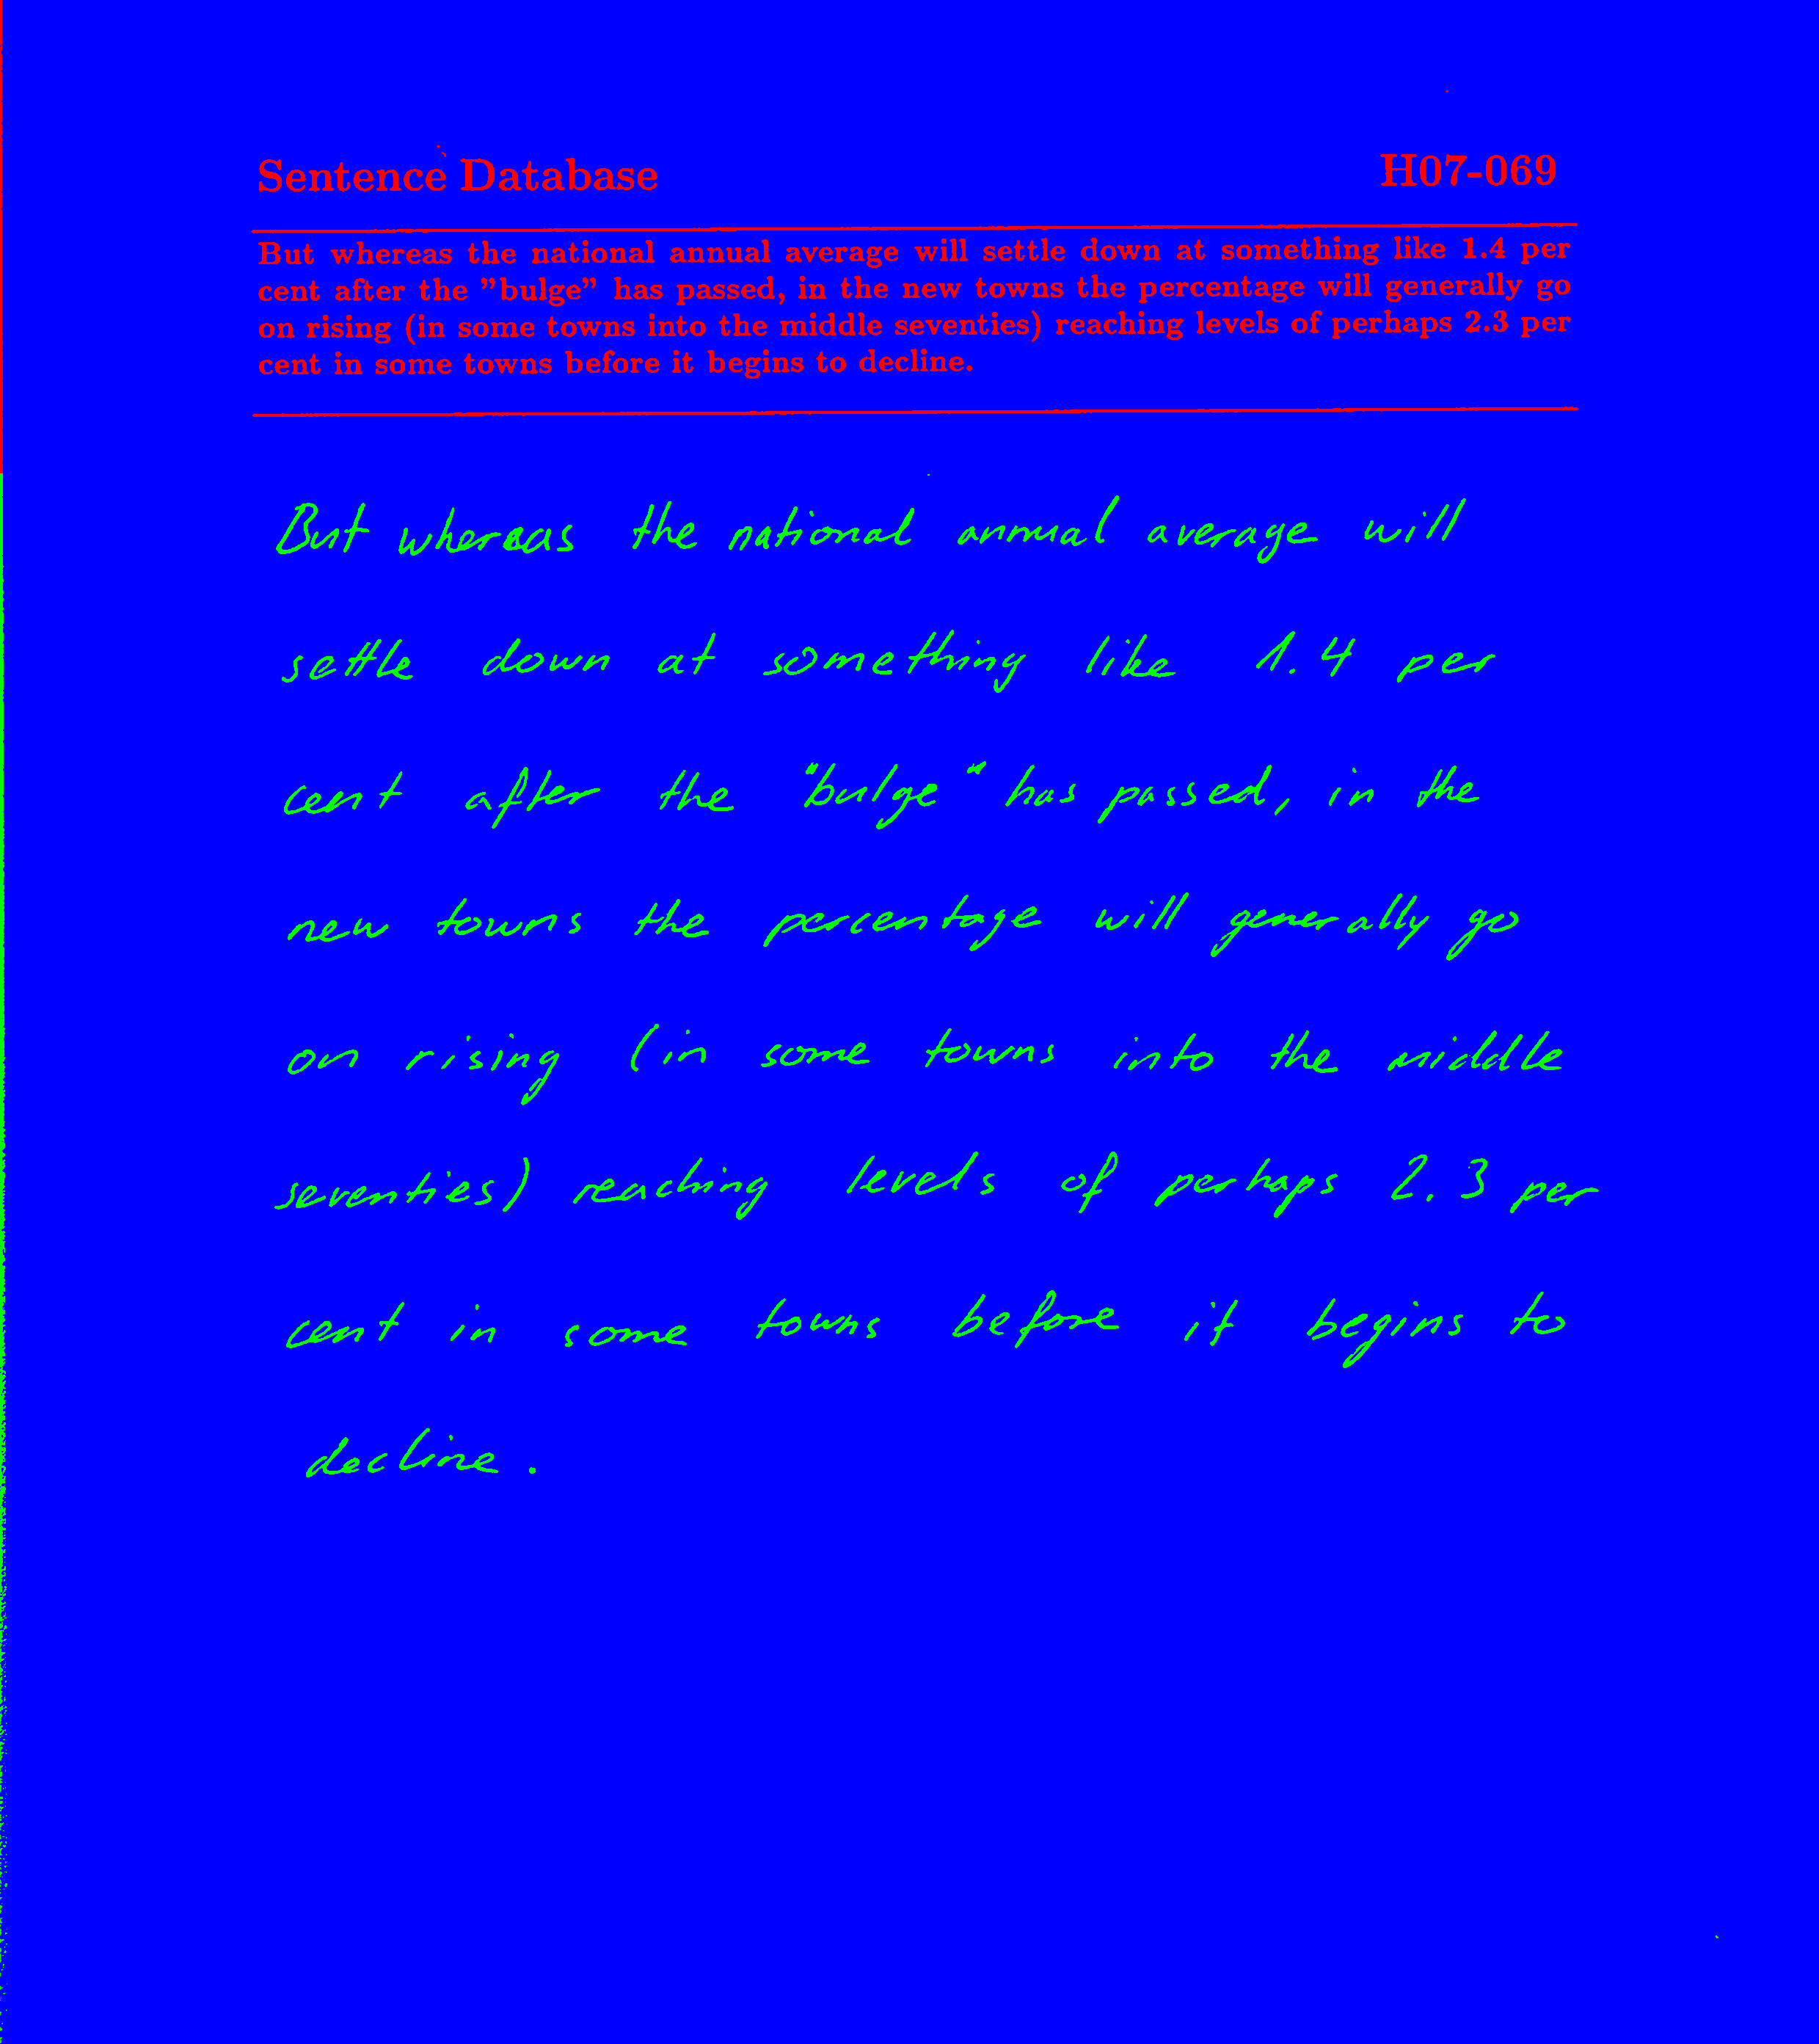 Sentence Database H07-069
But whereas the national annual average will settle down at something like 1.4 per
cent after the "bulge" has passed, in the new towns the percentage will generally go
on rising (in some towns into the middle seventies) reaching levels of perhaps 2.3 per
cent in some towns before it begins to decline.
But whereas the national annual average will
settle down at something like 1.4 per
cent after the "bulge" has passed, in the
new towns the percentage will generally go
on rising (in some towns into the middle
seventies) reaching levels of perhaps 2.3 per
cent in some towns before it begins to
decline.